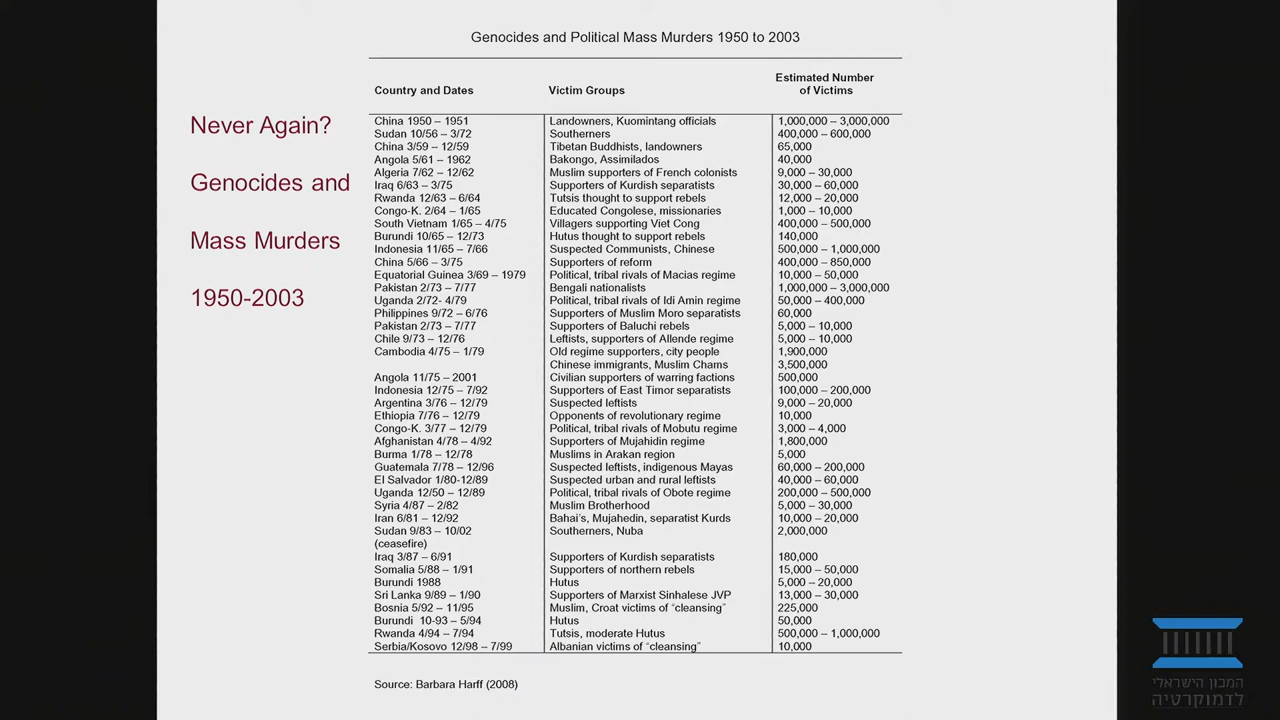 Genocides and Political Mass Murders 1950 to 2003
Never Again?
Genocides and
Mass Murders
1950-2003
Country and Dates Victim Groups Estimated Number of Victims
China 1950 – 1951 Landowners, Kuomintang officials 1,000,000 – 3,000,000
Sudan 10/56 – 3/72 Southerners 400,000 – 600,000
China 3/59 – 12/59 Tibetan Buddhists, landowners 65,000
Angola 5/61 – 1962 Bakongo, Assimilados 40,000
Algeria 7/62 – 12/62 Muslim supporters of French colonists 9,000 – 30,000
Iraq 6/63 – 3/75 Supporters of Kurdish separatists 30,000 – 60,000
Rwanda 12/63 – 6/64 Tutsis thought to support rebels 12,000 – 20,000
Congo-K. 2/64 – 1/65 Educated Congolese, missionaries 1,000 – 10,000
South Vietnam 1/65 – 4/75 Villagers supporting Viet Cong 400,000 – 500,000
Burundi 10/65 – 12/73 Hutus thought to support rebels 140,000
Indonesia 11/65 – 7/66 Suspected Communists, Chinese 500,000 – 1,000,000
China 5/66 – 3/75 Supporters of reform 400,000 – 850,000
Equatorial Guinea 3/69 – 1979 Political, tribal rivals of Macias regime 10,000 – 50,000
Pakistan 2/73 – 7/77 Bengali nationalists 1,000,000 – 3,000,000
Uganda 2/72- 4/79 Political, tribal rivals of Idi Amin regime 50,000 – 400,000
Philippines 9/72 – 6/76 Supporters of Muslim Moro separatists 60,000
Pakistan 2/73 – 7/77 Supporters of Baluchi rebels 5,000 – 10,000
Chile 9/73 – 12/76 Leftists, supporters of Allende regime 5,000 – 10,000
Cambodia 4/75 – 1/79 Old regime supporters, city people 1,900,000
Chinese immigrants, Muslim Chams 3,500,000
Angola 11/75 – 2001 Civilian supporters of warring factions 500,000
Indonesia 12/75 – 7/92 Supporters of East Timor separatists 100,000 – 200,000
Argentina 3/76 – 12/79 Suspected leftists 9,000 – 20,000
Ethiopia 7/76 – 12/79 Opponents of revolutionary regime 10,000
Congo-K. 3/77 – 12/79 Political, tribal rivals of Mobutu regime 3,000 – 4,000
Afghanistan 4/78 – 4/92 Supporters of Mujahidin regime 1,800,000
Burma 1/78 – 12/78 Muslims in Arakan region 5,000
Guatemala 7/78 – 12/96 Suspected leftists, indigenous Mayas 60,000 – 200,000
El Salvador 1/80-12/89 Suspected urban and rural leftists 40,000 – 60,000
Uganda 12/50 – 12/89 Political, tribal rivals of Obote regime 200,000 – 500,000
Syria 4/87 – 2/82 Muslim Brotherhood 5,000 – 30,000
Iran 6/81 – 12/92 Bahai's, Mujahedin, separatist Kurds 10,000 – 20,000
Sudan 9/83 – 10/02 Southerners, Nuba 2,000,000
(ceasefire)
Iraq 3/87 – 6/91 Supporters of Kurdish separatists 180,000
Somalia 5/88 – 1/91 Supporters of northern rebels 15,000 – 50,000
Burundi 1988 Hutus 5,000 – 20,000
Sri Lanka 9/89 – 1/90 Supporters of Marxist Sinhalese JVP 13,000 – 30,000
Bosnia 5/92 – 11/95 Muslim, Croat victims of “cleansing” 225,000
Burundi 10-93 – 5/94 Hutus 50,000
Rwanda 4/94 – 7/94 Tutsis, moderate Hutus 500,000 – 1,000,000
Serbia/Kosovo 12/98 – 7/99 Albanian victims of “cleansing” 10,000
Source: Barbara Harff (2008)
המכון הישראלי
לדמוקרטיה